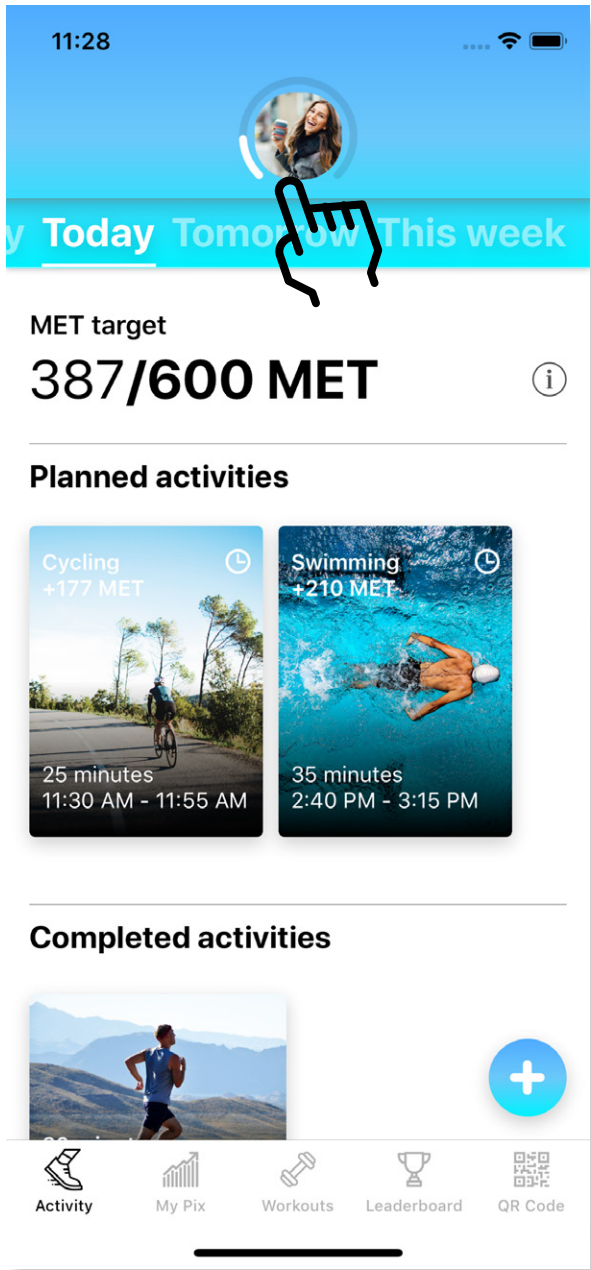 11:28
y Today Tomorrow This week
MET target
387/600 MET
i
Planned activities
Cycling
+177 MET
25 minutes
11:30 AM - 11:55 AM
Swimming
+210 MET
35 minutes
2:40 PM - 3:15 PM
Completed activities
Activity My Pix Workouts Leaderboard QR Code